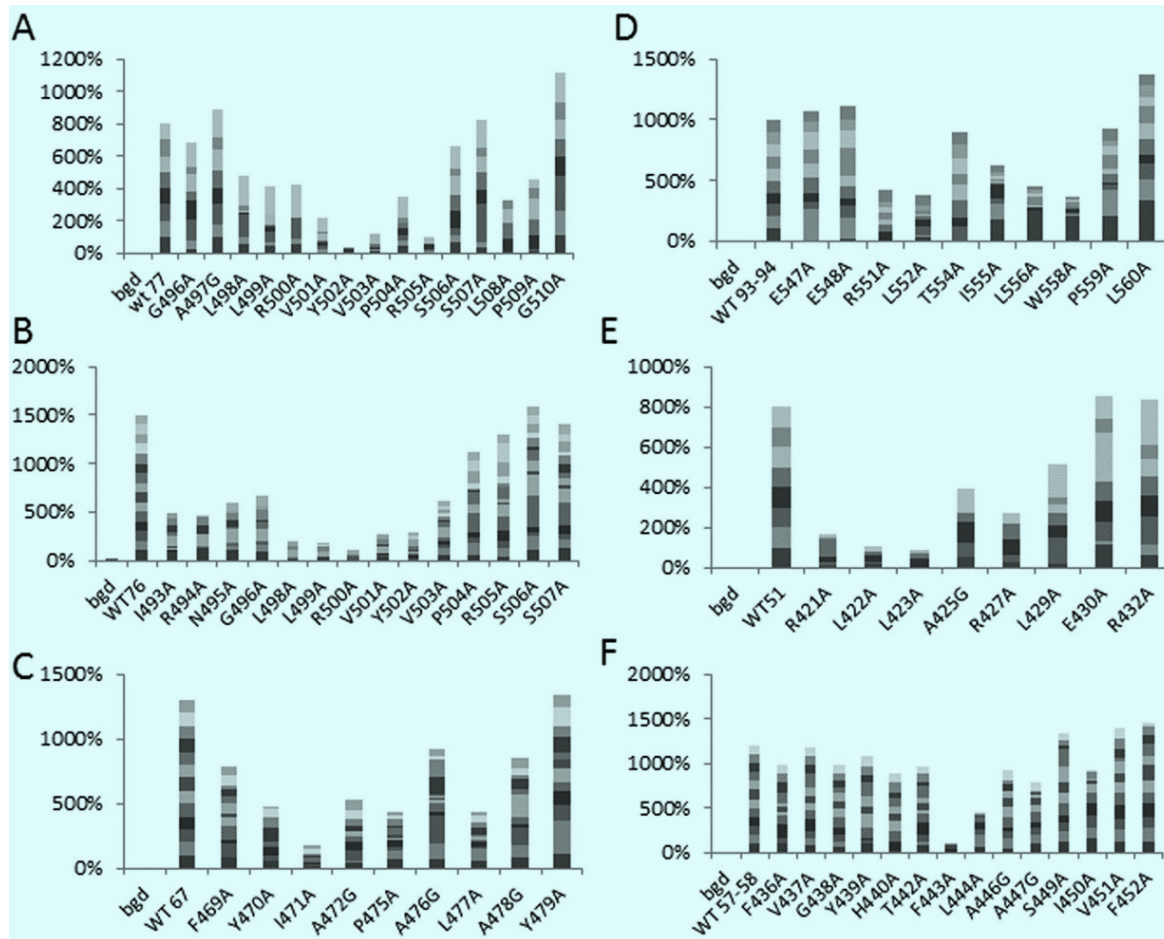 A
1200%
1000%
800%
600%
400%
200%
0%
bgd
wt 77
G496A
A497G
L498A
L499A
R500A
V501A
Y502A
V503A
P504A
R505A
S506A
S507A
L508A
P509A
G510A
B
2000%
1500%
1000%
500%
0%
bgd
WT76
I493A
R494A
N495A
G496A
L498A
L499A
R500A
V501A
Y502A
V503A
P504A
R505A
S506A
S507A
C
1500%
1000%
500%
0%
bgd
WT 67
F469A
Y470A
I471A
A472G
P475A
A476G
L477A
A478G
Y479A
D
1500%
1000%
500%
0%
bgd
WT 93-94
E547A
E548A
R551A
L552A
T554A
I555A
L556A
W558A
P559A
L560A
E
1000%
800%
600%
400%
200%
0%
bgd
WT51
R421A
L422A
L423A
A425G
R427A
L429A
E430A
R432A
F
2000%
1500%
1000%
500%
0%
bgd
WT 57-58
F436A
V437A
G438A
Y439A
H440A
T442A
F443A
L444A
A446G
A447G
S449A
I450A
V451A
F452A